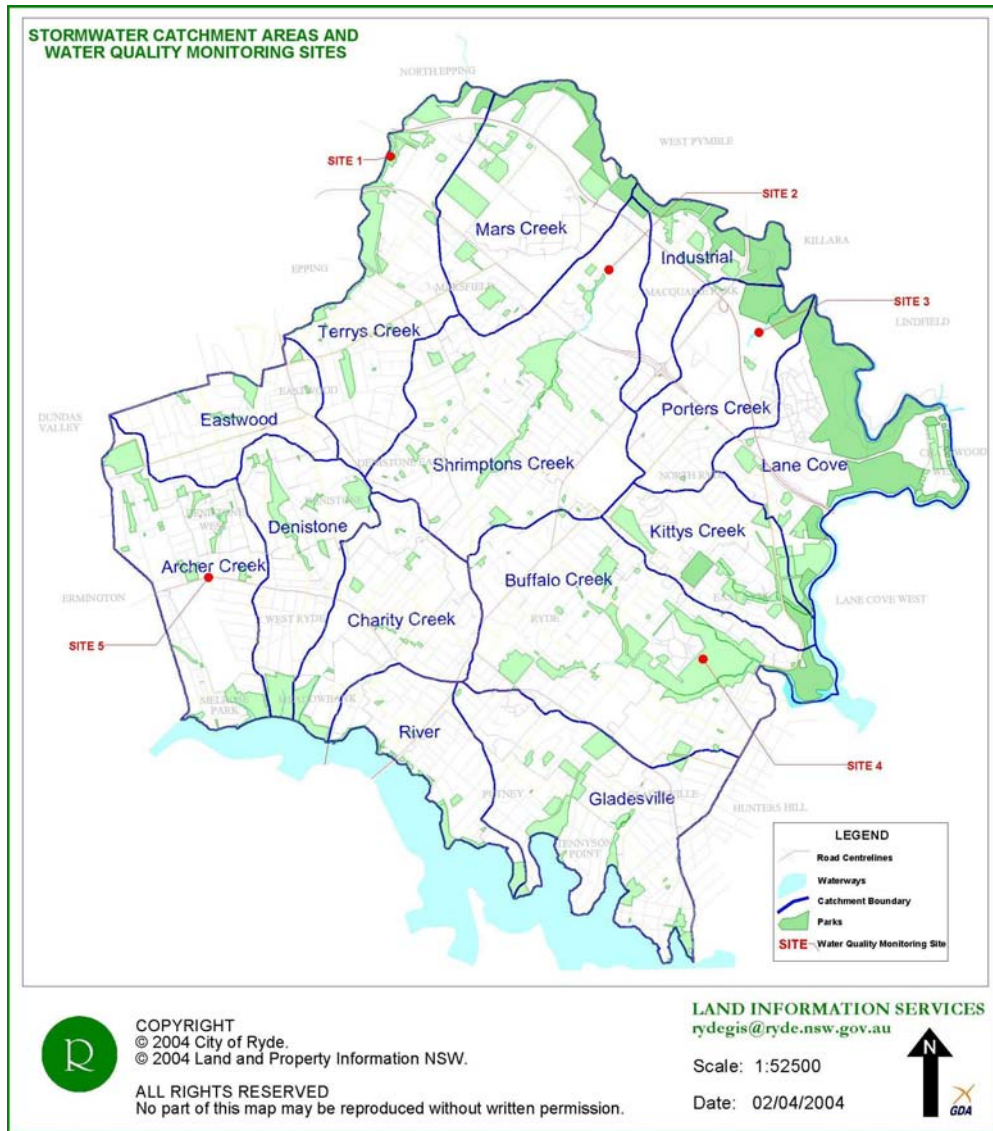 STORMWATER CATCHMENT AREAS AND
WATER QUALITY MONITORING SITES
NORTH EPPING
WEST PYMBLE
SITE 1
SITE 2
Mars Creek
KILLARA
Industrial
EPPING
MARSFIELD
MACQUARIE PARK
SITE 3
LINDFIELD
Terrys Creek
EASTWOOD
DUNDAS
VALLEY
Eastwood
Porters Creek
DENISTONE EAST
Shrimptons Creek
NORTH RYDE
Lane Cove
CHATSWOOD
WEST
DENISTONE
DENISTONE
WEST
Denistone
Kittys Creek
Archer Creek
Buffalo Creek
ERMINGTON
EAST RYDE
LANE COVE WEST
WEST RYDE
Charity Creek
RYDE
SITE 5
MELROSE
PARK
MEADOWBANK
River
SITE 4
PUTNEY
Gladesville
GLADESVILLE
HUNTERS HILL
TENNYSON
POINT
LEGEND
Road Centrelines
Waterways
Catchment Boundary
Parks
SITE Water Quality Monitoring Site
R
COPYRIGHT
© 2004 City of Ryde.
© 2004 Land and Property Information NSW.
ALL RIGHTS RESERVED
No part of this map may be reproduced without written permission.
LAND INFORMATION SERVICES
rydegis@ryde.nsw.gov.au
Scale: 1:52500
Date: 02/04/2004
N
GDA